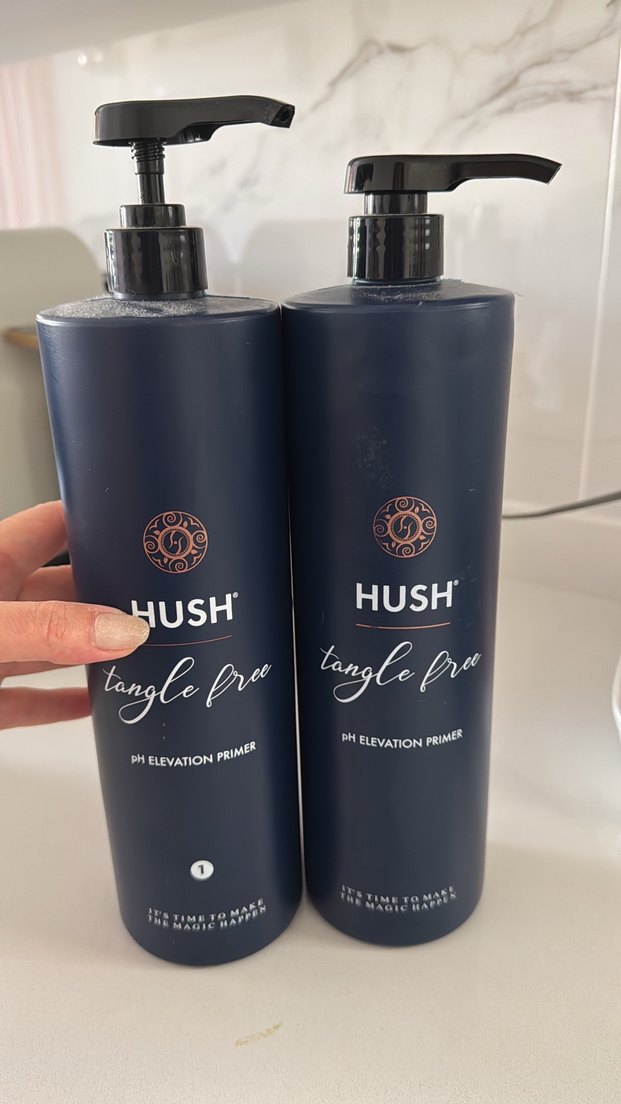 HUSH®
tangle free
pH ELEVATION PRIMER
1
IT'S TIME TO MAKE
THE MAGIC HAPPEN
HUSH®
tangle free
pH ELEVATION PRIMER
IT'S TIME TO MAKE
THE MAGIC HAPPEN